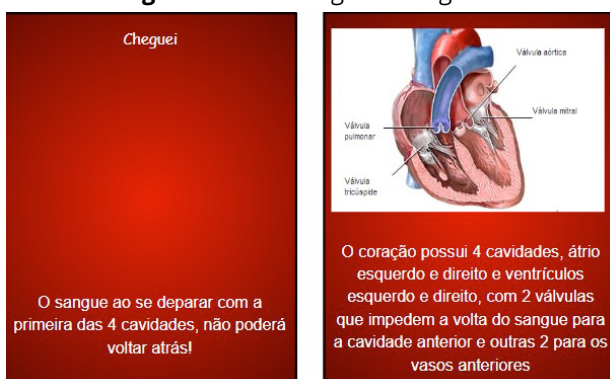 Cheguei
O sangue ao se deparar com a
primeira das 4 cavidades, não poderá
voltar atrás!
Válvula aórtica
Válvula mitral
Válvula
pulmonar
Válvula
tricúspide
O coração possui 4 cavidades, átrio
esquerdo e direito e ventrículos
esquerdo e direito, com 2 válvulas
que impedem a volta do sangue para
a cavidade anterior e outras 2 para os
vasos anteriores